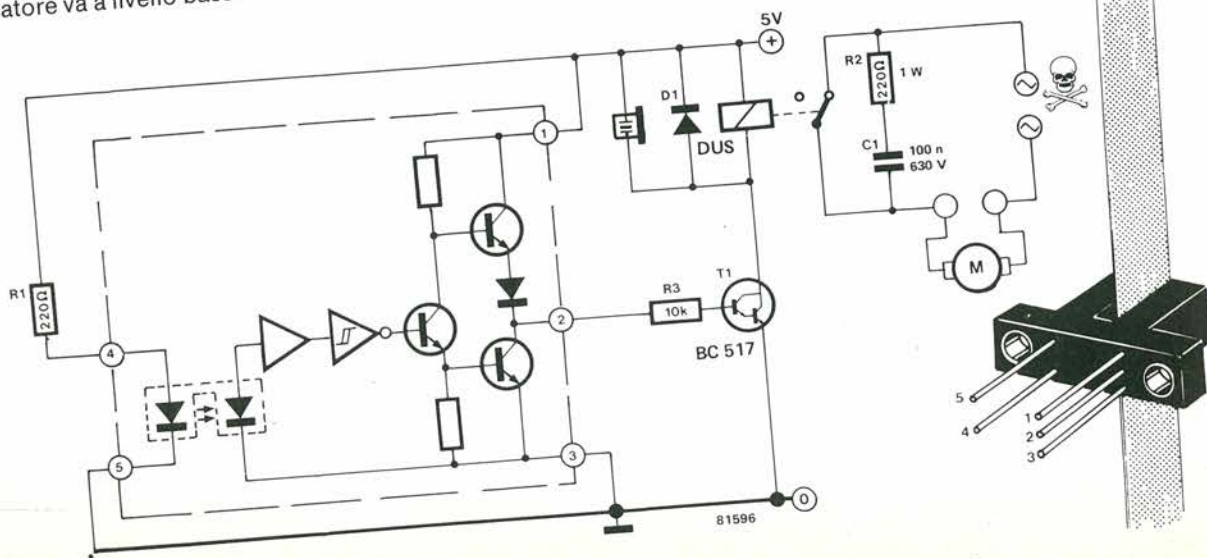 atore va a livello
5V
+
1
D1
DUS
R2
220Ω
1 W
C1
100 n
630 V
R1
220Ω
4
2
R3
10k
T1
BC 517
M
5
4
1
2
3
5
3
0
81596